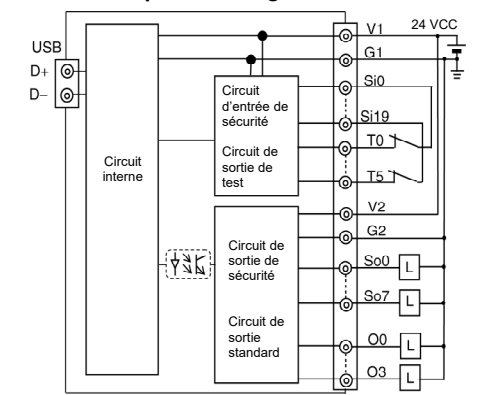 USB
D+
D–
Circuit
interne
Circuit
d'entrée de
sécurité
Circuit de
sortie de
test
Circuit de
sortie de
sécurité
Circuit de
sortie
standard
V1
24 VCC
G1
Si0
Si19
T0
T5
V2
G2
So0
L
So7
L
O0
L
O3
L